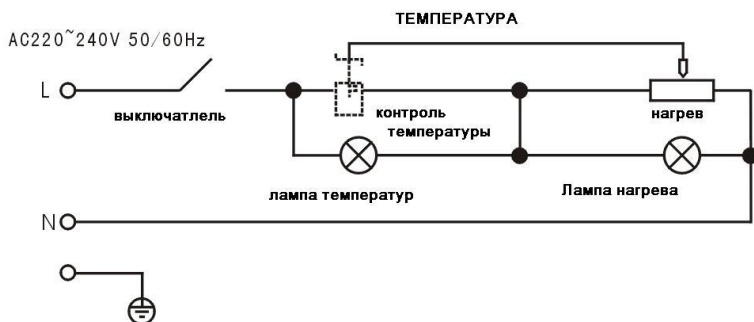 ТЕМПЕРАТУРА
AC220~240V 50/60Hz
L
выключатлель
контроль
температуры
нагрев
лампа температур
Лампа нагрева
N